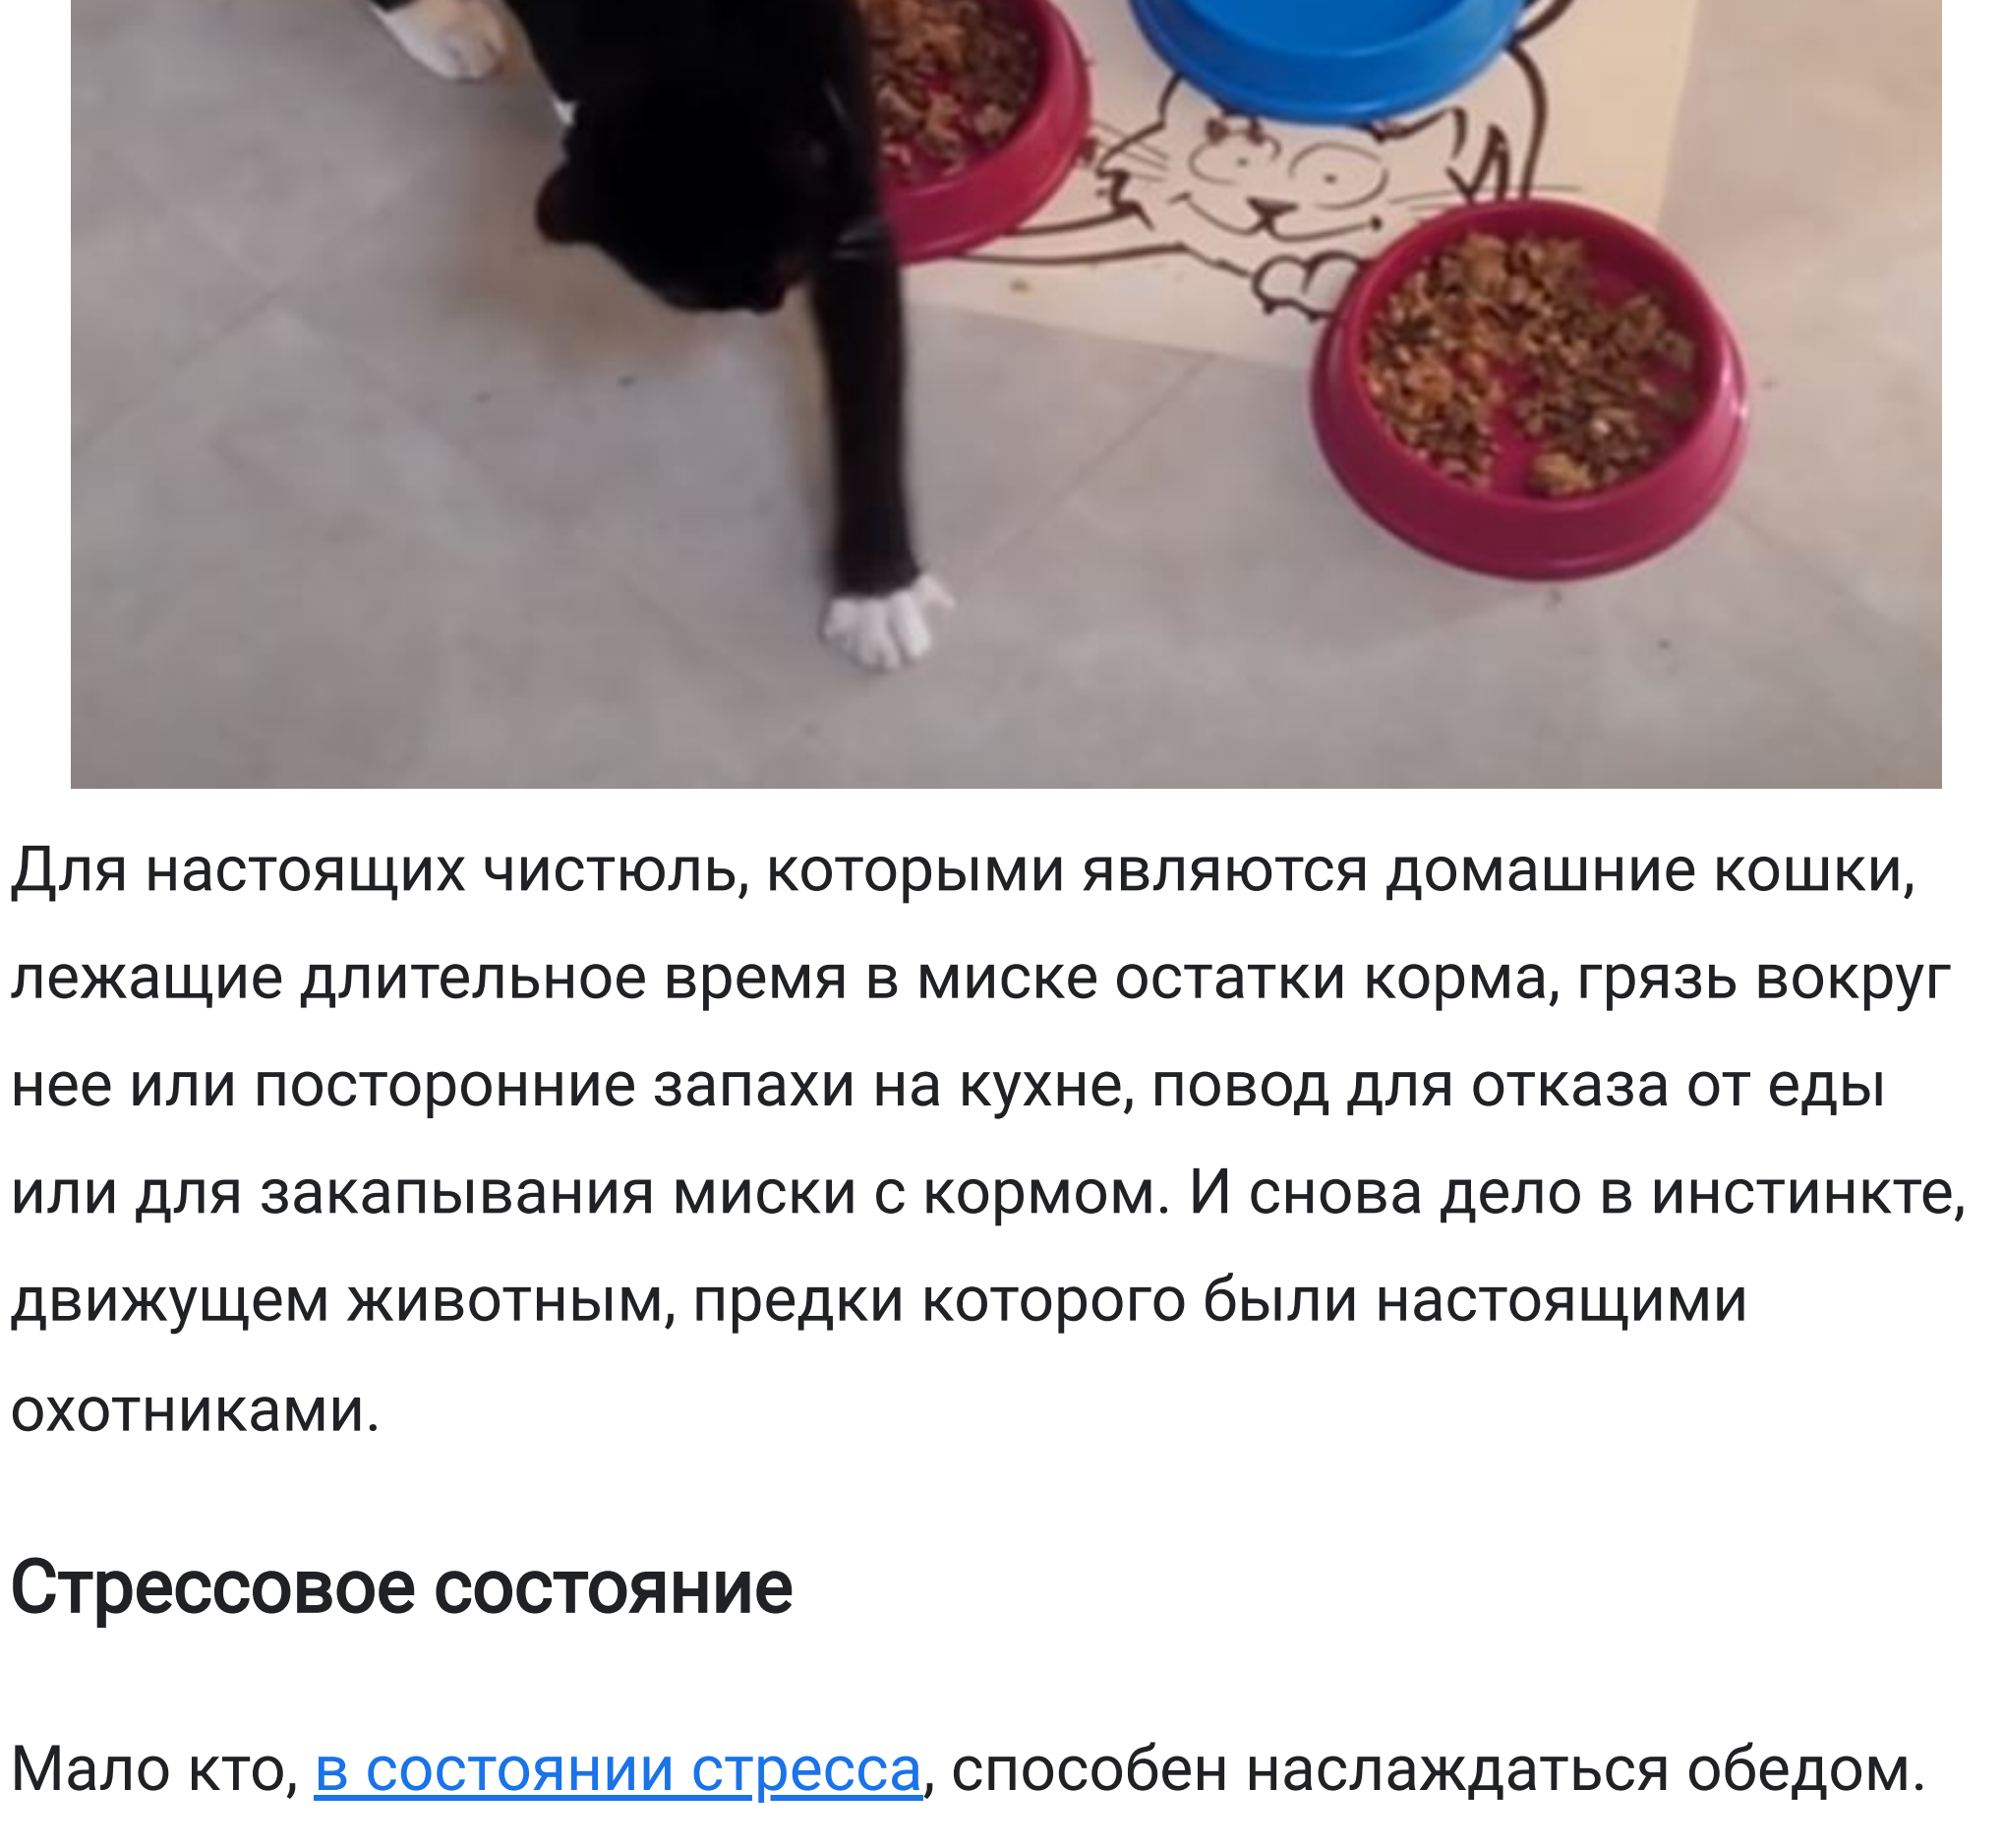 Для настоящих чистюль, которыми являются домашние кошки,
лежащие длительное время в миске остатки корма, грязь вокруг
нее или посторонние запахи на кухне, повод для отказа от еды
или для закапывания миски с кормом. И снова дело в инстинкте,
движущем животным, предки которого были настоящими
охотниками.
Стрессовое состояние
Мало кто, в состоянии стресса, способен наслаждаться обедом.